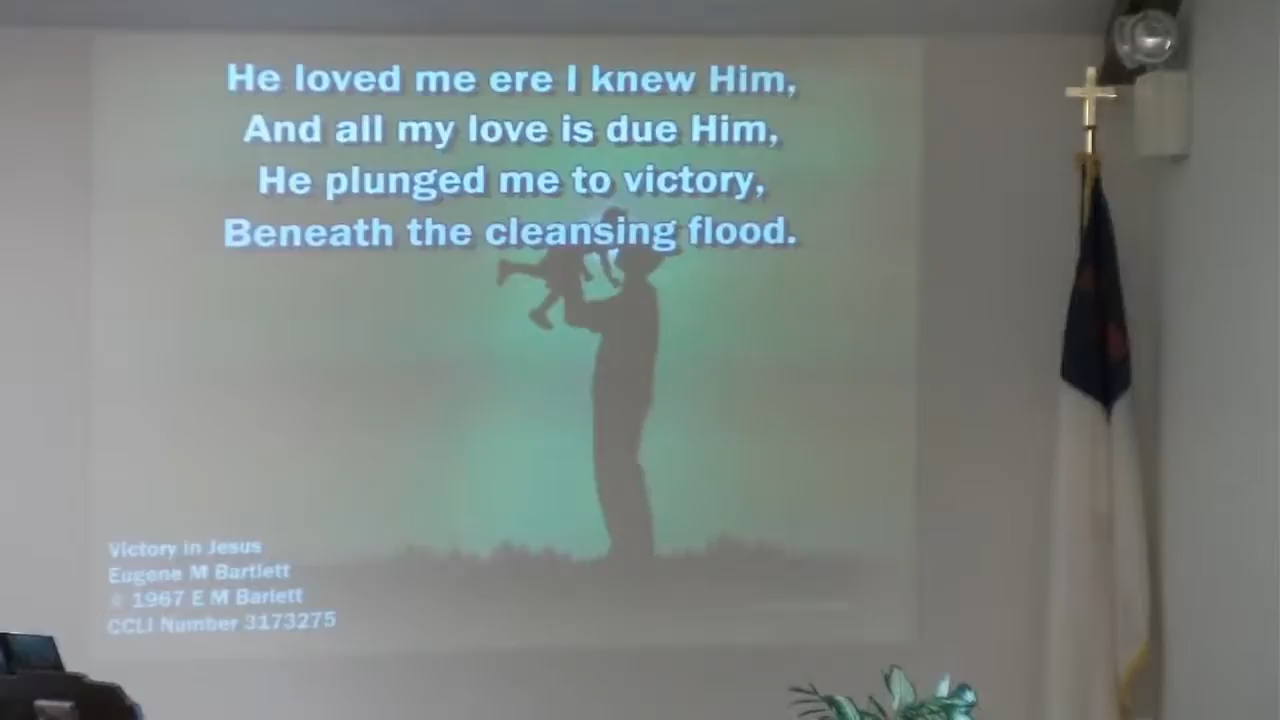 He loved me ere I knew Him,
And all my love is due Him,
He plunged me to victory,
Beneath the cleansing flood.
Victory in Jesus
Eugene M Bartlett
© 1967 E M Barlett
CCLI Number 3173275